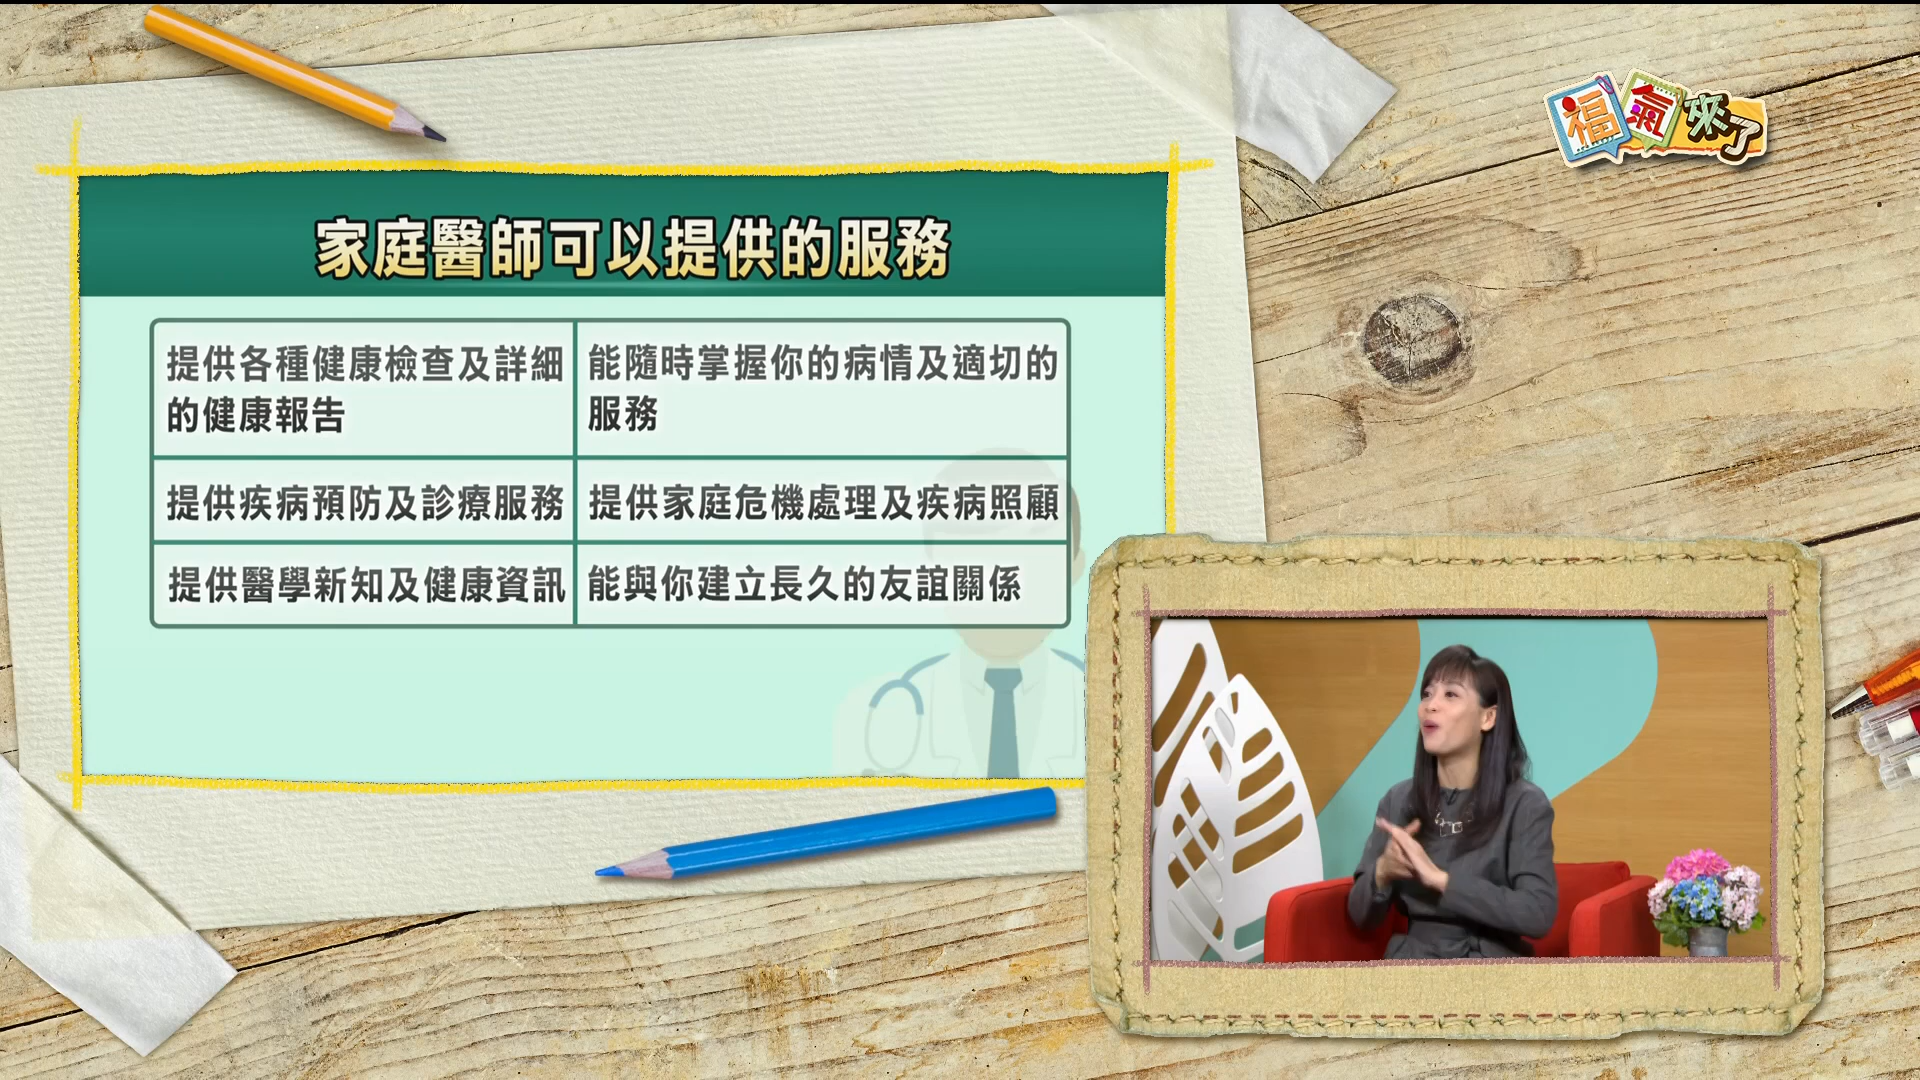 福氣來了
家庭醫師可以提供的服務
提供各種健康檢查及詳細
的健康報告
能隨時掌握你的病情及適切的
服務
提供疾病預防及診療服務
提供家庭危機處理及疾病照顧
提供醫學新知及健康資訊
能與你建立長久的友誼關係